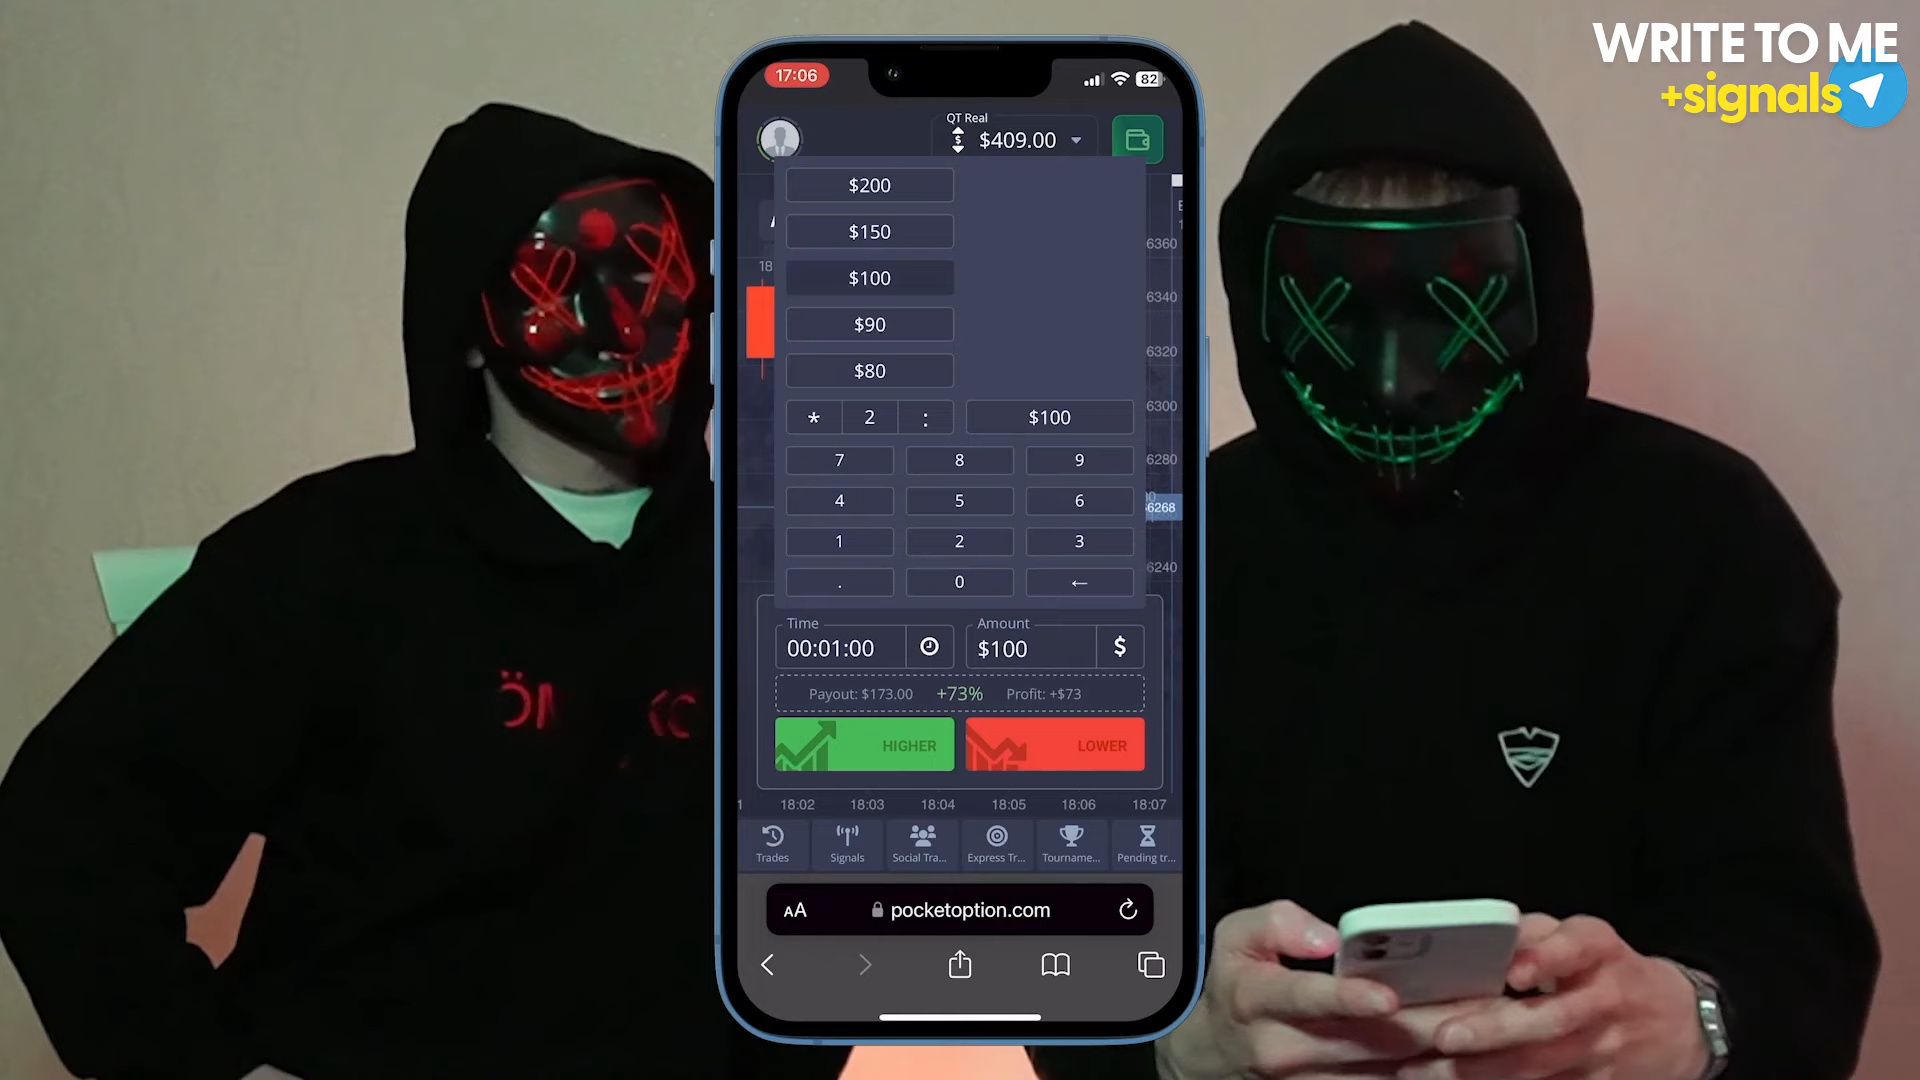 WRITE TO ME
+signals
17:06
82
QT Real
$409.00
$200
$150
$100
$90
$80
* 2 : $100
7 8 9
4 5 6
1 2 3
. 0 ←
18
6360
6340
6320
6300
6280
6268
6240
Time
00:01:00
Amount
$100 $
Payout: $173.00 +73% Profit: +$73
HIGHER LOWER
18:02 18:03 18:04 18:05 18:06 18:07
Trades Signals Social Tra... Express Tr... Tourname... Pending tr...
AA pocketoption.com